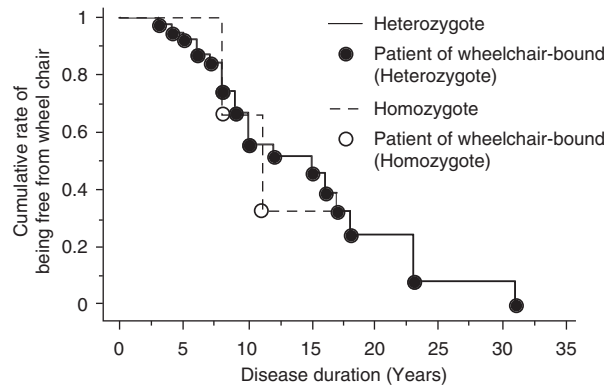 Heterozygote
Patient of wheelchair-bound
(Heterozygote)
Homozygote
Patient of wheelchair-bound
(Homozygote)
Cumulative rate of
being free from wheel chair
1
0.8
0.6
0.4
0.2
0
0 5 10 15 20 25 30 35
Disease duration (Years)